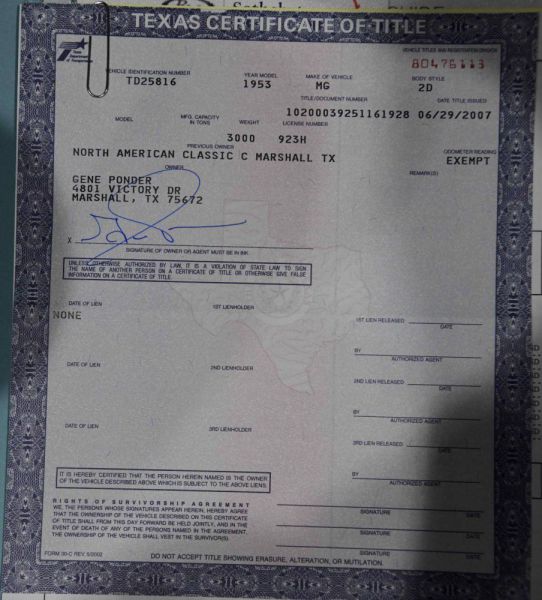 TEXAS CERTIFICATE OF TITLE
VEHICLE TITLES AND REGISTRATION DIVISION
80476113
VEHICLE IDENTIFICATION NUMBER YEAR MODEL MAKE OF VEHICLE BODY STYLE
TD25816 1953 MG 2D
TITLE/DOCUMENT NUMBER DATE TITLE ISSUED
10200039251161928 06/29/2007
MODEL MFG. CAPACITY IN TONS WEIGHT LICENSE NUMBER
3000 923H
PREVIOUS OWNER ODOMETER READING
NORTH AMERICAN CLASSIC C MARSHALL TX EXEMPT
OWNER REMARK(S)
GENE PONDER
4801 VICTORY DR
MARSHALL, TX 75672
X
SIGNATURE OF OWNER OR AGENT MUST BE IN INK
UNLESS OTHERWISE AUTHORIZED BY LAW, IT IS A VIOLATION OF STATE LAW TO SIGN
THE NAME OF ANOTHER PERSON ON A CERTIFICATE OF TITLE OR OTHERWISE GIVE FALSE
INFORMATION ON A CERTIFICATE OF TITLE.
DATE OF LIEN 1ST LIENHOLDER
NONE
1ST LIEN RELEASED
DATE
BY
AUTHORIZED AGENT
DATE OF LIEN 2ND LIENHOLDER
2ND LIEN RELEASED
DATE
BY
AUTHORIZED AGENT
DATE OF LIEN 3RD LIENHOLDER
3RD LIEN RELEASED
DATE
BY
AUTHORIZED AGENT
IT IS HEREBY CERTIFIED THAT THE PERSON HEREIN NAMED IS THE OWNER
OF THE VEHICLE DESCRIBED ABOVE WHICH IS SUBJECT TO THE ABOVE LIENS.
RIGHTS OF SURVIVORSHIP AGREEMENT
WE, THE PERSONS WHOSE SIGNATURES APPEAR HEREIN, HEREBY AGREE
THAT THE OWNERSHIP OF THE VEHICLE DESCRIBED ON THIS CERTIFICATE
OF TITLE SHALL FROM THIS DAY FORWARD BE HELD JOINTLY, AND IN THE
EVENT OF DEATH OF ANY OF THE PERSONS NAMED IN THE AGREEMENT,
THE OWNERSHIP OF THE VEHICLE SHALL VEST IN THE SURVIVOR(S).
SIGNATURE DATE
SIGNATURE DATE
SIGNATURE DATE
FORM 30-C REV. 5/2002 DO NOT ACCEPT TITLE SHOWING ERASURE, ALTERATION, OR MUTILATION.